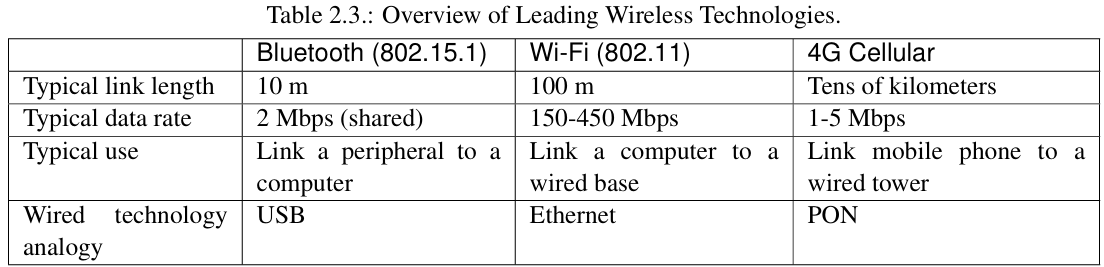 Table 2.3.: Overview of Leading Wireless Technologies.
Bluetooth (802.15.1) Wi-Fi (802.11) 4G Cellular
Typical link length 10 m 100 m Tens of kilometers
Typical data rate 2 Mbps (shared) 150-450 Mbps 1-5 Mbps
Typical use Link a peripheral to a Link a computer to a Link mobile phone to a
computer wired base wired tower
Wired technology USB Ethernet PON
analogy